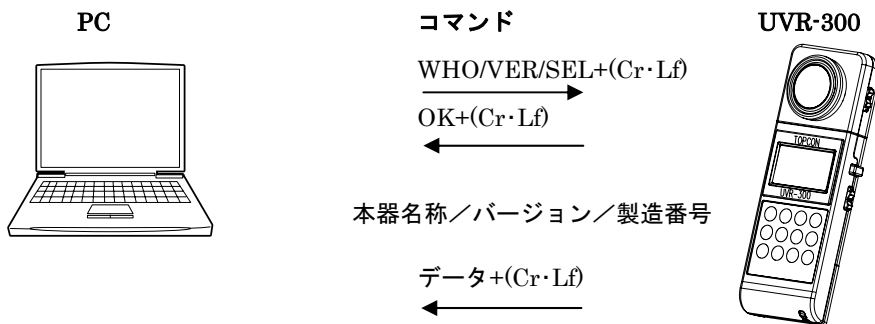 PC
コマンド
UVR-300
WHO/VER/SEL+(Cr･Lf)
OK+(Cr･Lf)
TOPCON
UVR-300
本器名称／バージョン／製造番号
データ+(Cr･Lf)